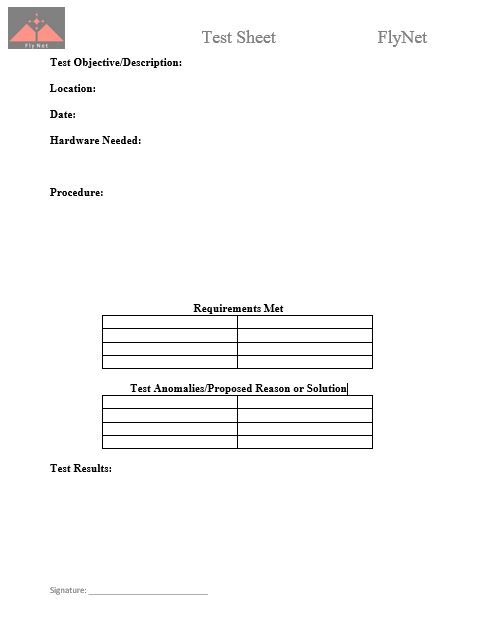 Fly Net
Test Sheet FlyNet
Test Objective/Description:
Location:
Date:
Hardware Needed:
Procedure:
Requirements Met
Test Anomalies/Proposed Reason or Solution
Test Results:
Signature: ____________________________